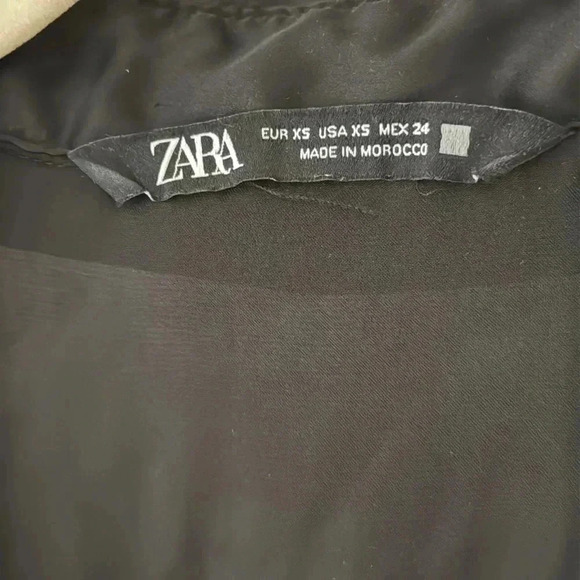 ZARA
EUR XS USA XS MEX 24
MADE IN MOROCCO